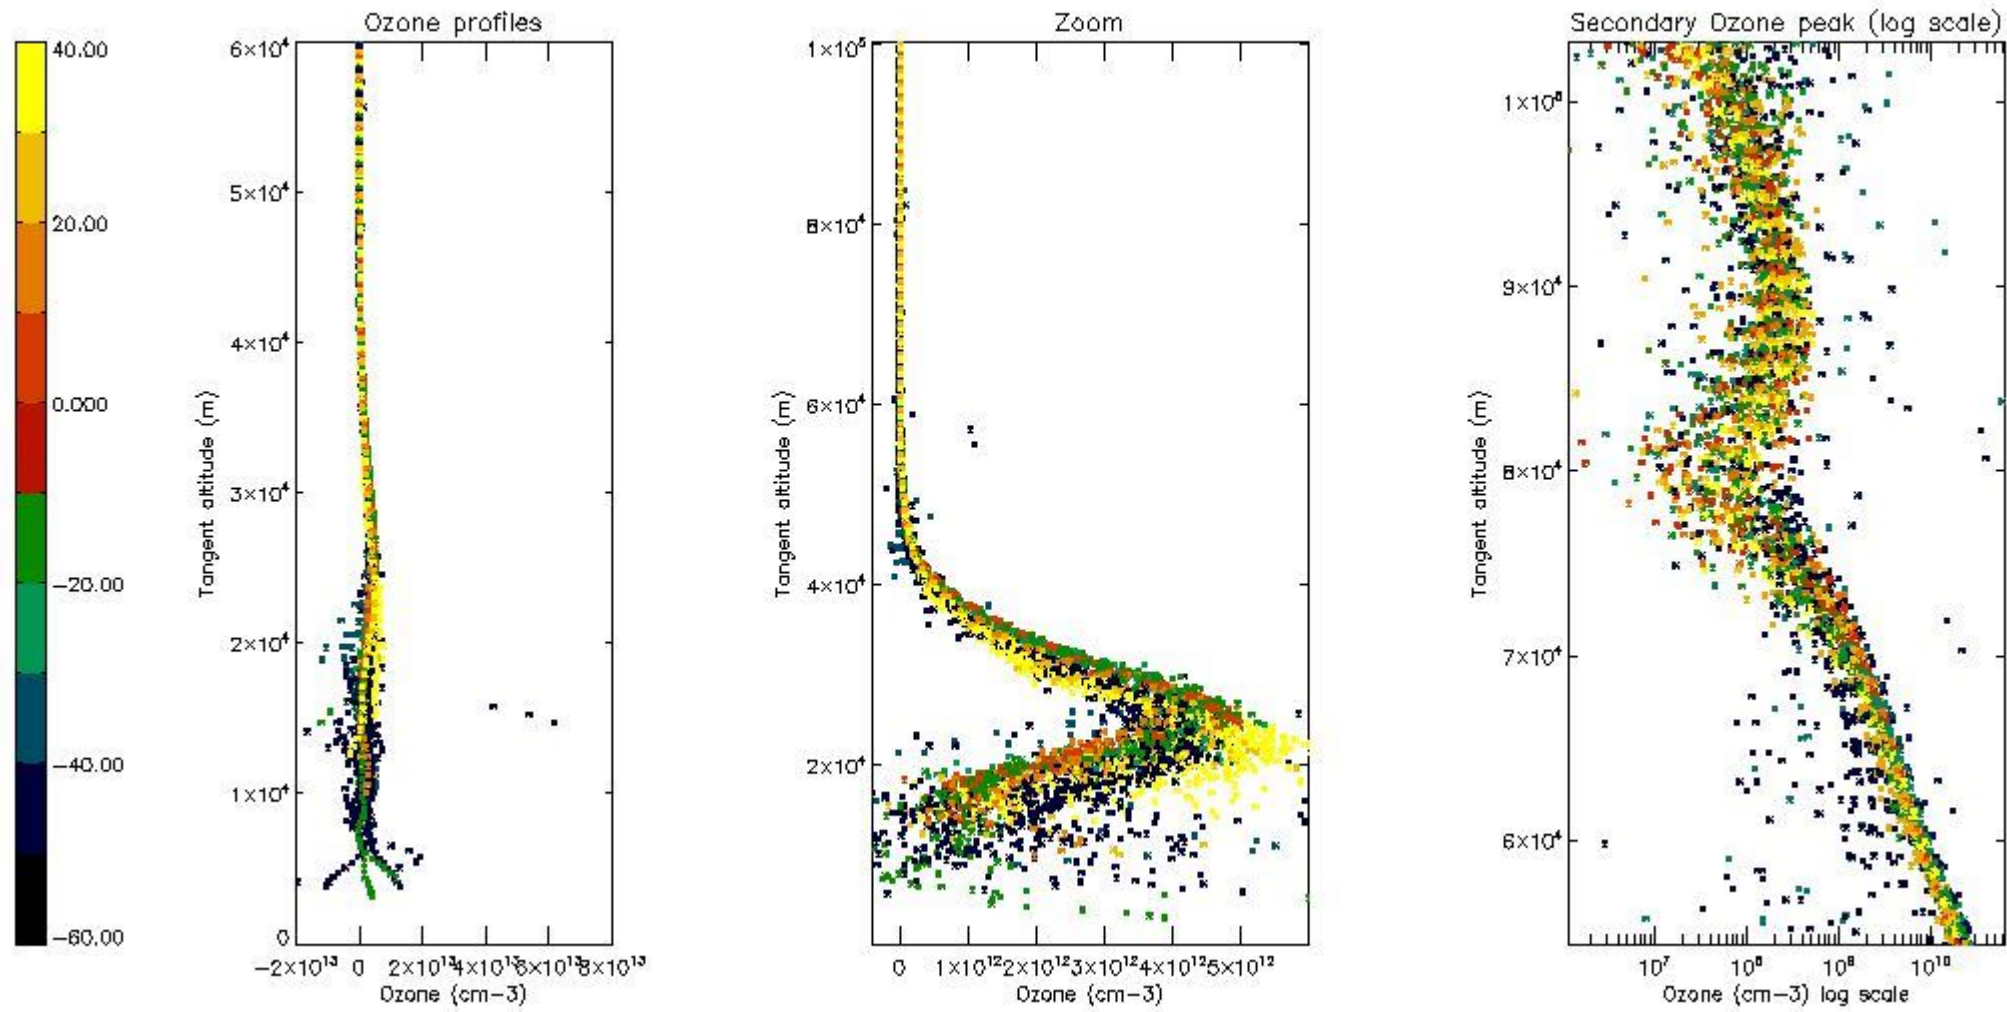 Ozone profiles
Zoom
Secondary Ozone peak (log scale)
40.00
20.00
0.000
−20.00
−40.00
−60.00
6×10⁴
5×10⁴
4×10⁴
3×10⁴
2×10⁴
1×10⁴
0
Tangent altitude (m)
−2×10¹³ 0 2×10¹³ 4×10¹³ 6×10¹³ 8×10¹³
Ozone (cm−3)
1×10⁵
8×10⁴
6×10⁴
4×10⁴
2×10⁴
Tangent altitude (m)
0 1×10¹² 2×10¹² 3×10¹² 4×10¹² 5×10¹²
Ozone (cm−3)
1×10⁵
9×10⁴
8×10⁴
7×10⁴
6×10⁴
Tangent altitude (m)
10⁷ 10⁸ 10⁹ 10¹⁰
Ozone (cm−3) log scale